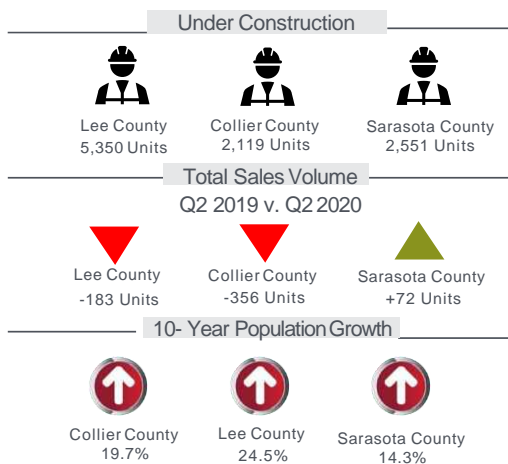 Under Construction
Lee County
5,350 Units
Collier County
2,119 Units
Sarasota County
2,551 Units
Total Sales Volume
Q2 2019 v. Q2 2020
Lee County
-183 Units
Collier County
-356 Units
Sarasota County
+72 Units
10- Year Population Growth
Collier County
19.7%
Lee County
24.5%
Sarasota County
14.3%